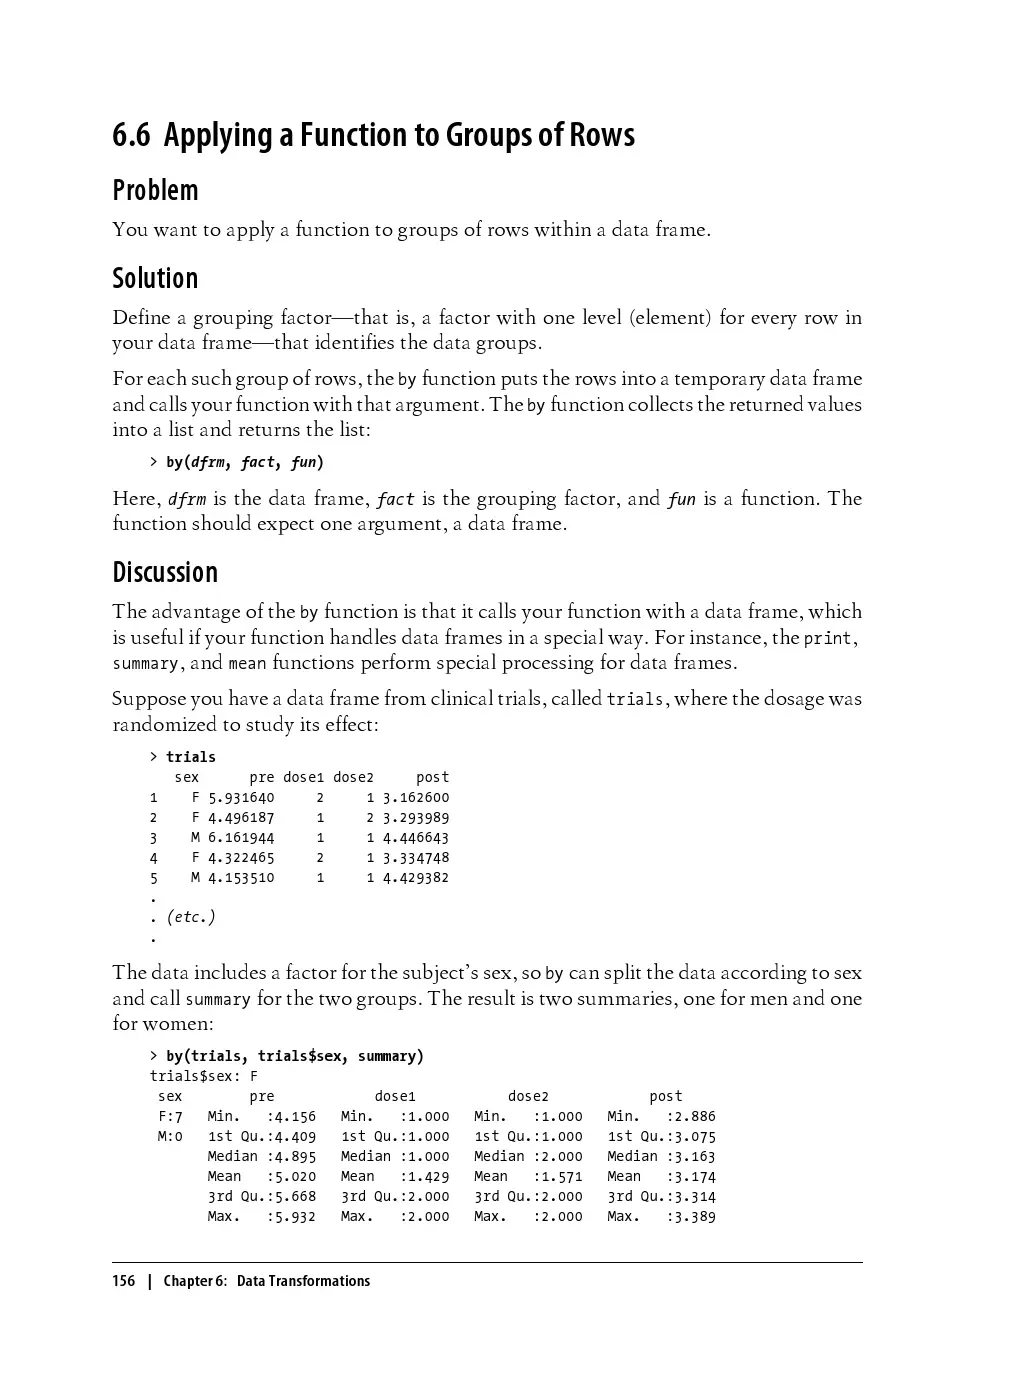 6.6 Applying a Function to Groups of Rows
Problem
You want to apply a function to groups of rows within a data frame.
Solution
Define a grouping factor—that is, a factor with one level (element) for every row in
your data frame—that identifies the data groups.
For each such group of rows, the by function puts the rows into a temporary data frame
and calls your function with that argument. The by function collects the returned values
into a list and returns the list:
> by(dfrm, fact, fun)
Here, dfrm is the data frame, fact is the grouping factor, and fun is a function. The
function should expect one argument, a data frame.
Discussion
The advantage of the by function is that it calls your function with a data frame, which
is useful if your function handles data frames in a special way. For instance, the print,
summary, and mean functions perform special processing for data frames.
Suppose you have a data frame from clinical trials, called trials, where the dosage was
randomized to study its effect:
> trials
   sex      pre dose1 dose2     post
1    F 5.931640     2     1 3.162600
2    F 4.496187     1     2 3.293989
3    M 6.161944     1     1 4.446643
4    F 4.322465     2     1 3.334748
5    M 4.153510     1     1 4.429382
.
. (etc.)
.
The data includes a factor for the subject's sex, so by can split the data according to sex
and call summary for the two groups. The result is two summaries, one for men and one
for women:
> by(trials, trials$sex, summary)
trials$sex: F
 sex        pre            dose1           dose2            post
 F:7   Min.   :4.156   Min.   :1.000   Min.   :1.000   Min.   :2.886
 M:0   1st Qu.:4.409   1st Qu.:1.000   1st Qu.:1.000   1st Qu.:3.075
       Median :4.895   Median :1.000   Median :2.000   Median :3.163
       Mean   :5.020   Mean   :1.429   Mean   :1.571   Mean   :3.174
       3rd Qu.:5.668   3rd Qu.:2.000   3rd Qu.:2.000   3rd Qu.:3.314
       Max.   :5.932   Max.   :2.000   Max.   :2.000   Max.   :3.389
156 | Chapter 6: Data Transformations